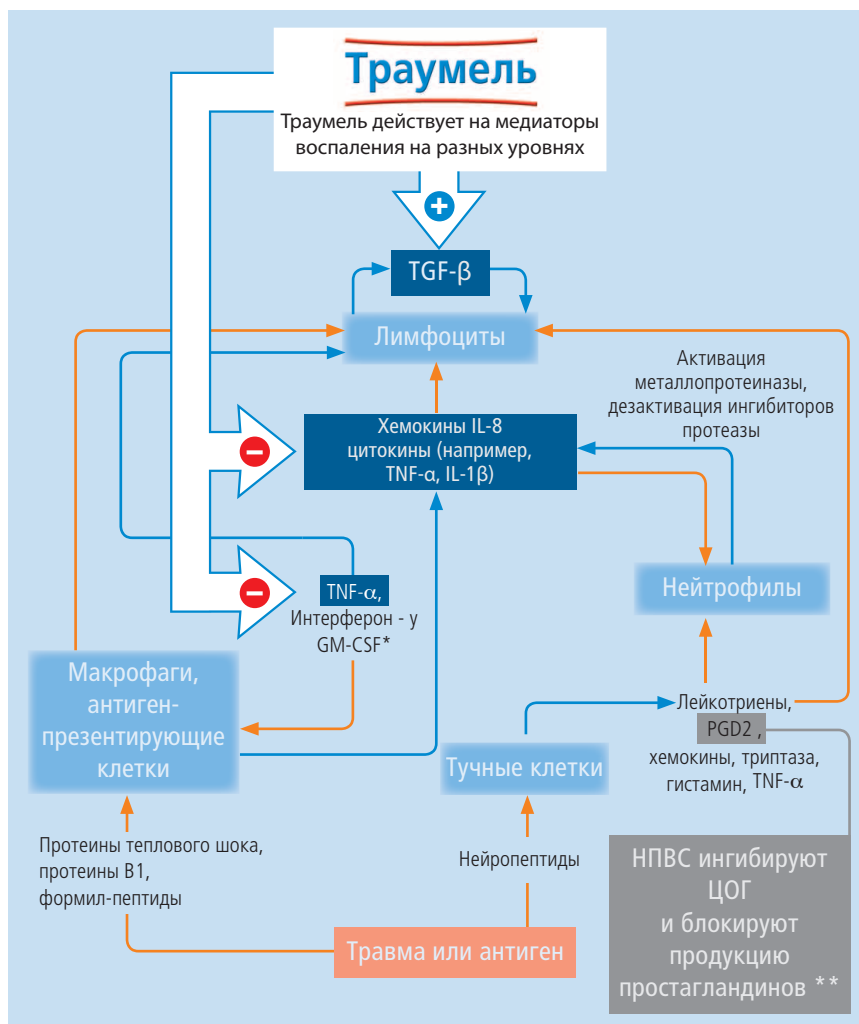 Траумель
Траумель действует на медиаторы
воспаления на разных уровнях
+
TGF-β
Лимфоциты
Активация
металлопротеиназы,
дезактивация ингибиторов
протеазы
Хемокины IL-8
цитокины (например,
TNF-α, IL-1β)
−
−
TNF-α,
Интерферон - у
GM-CSF*
Нейтрофилы
Макрофаги,
антиген-
презентирующие
клетки
Тучные клетки
Лейкотриены,
PGD2 ,
хемокины, триптаза,
гистамин, TNF-α
Протеины теплового шока,
протеины B1,
формил-пептиды
Нейропептиды
Травма или антиген
НПВС ингибируют
ЦОГ
и блокируют
продукцию
простагландинов **